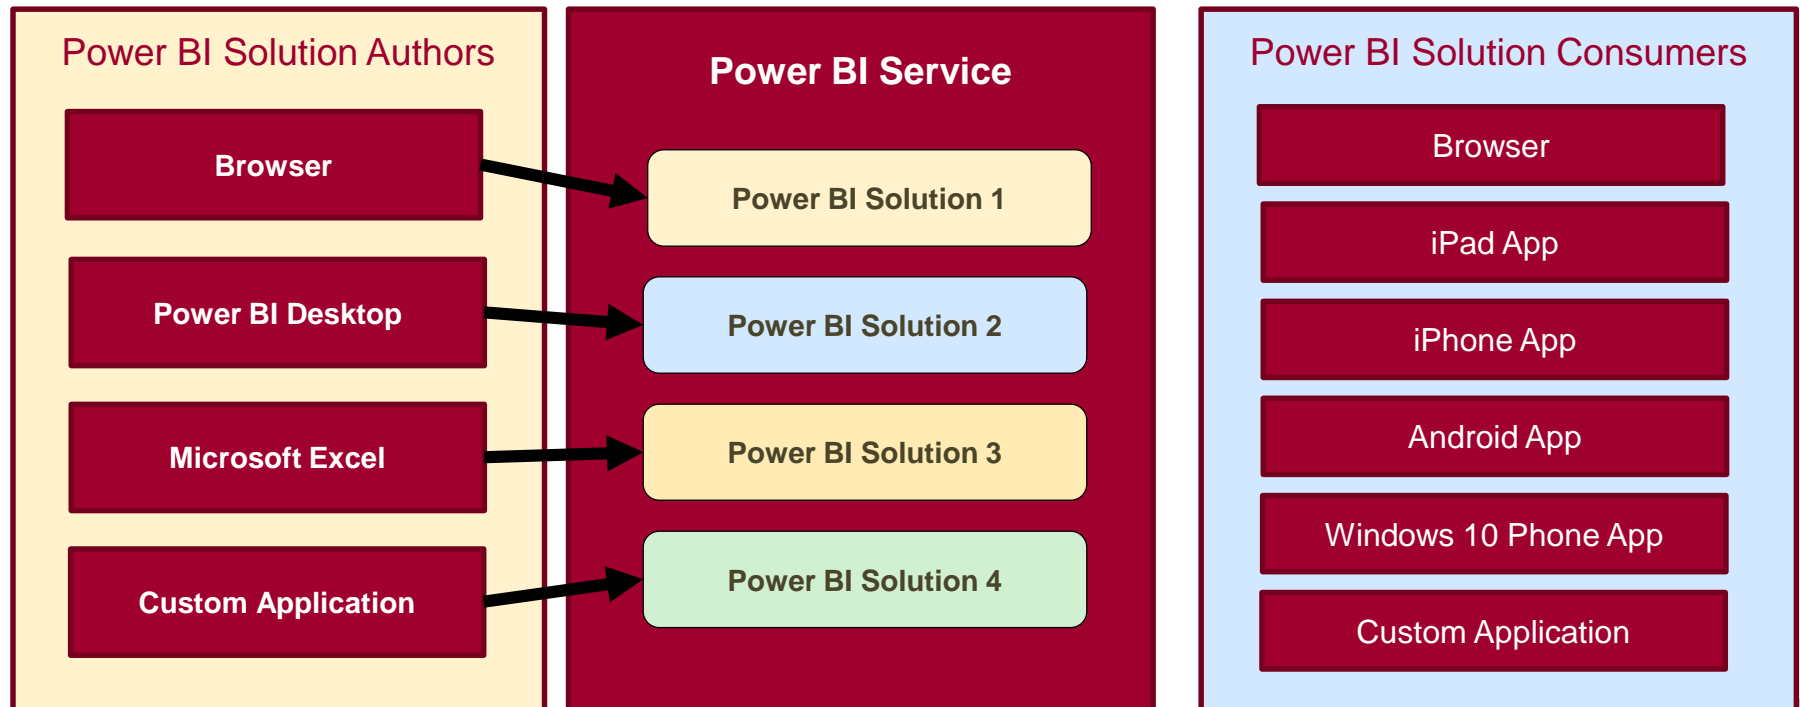 Power BI Solution Authors
Browser
Power BI Desktop
Microsoft Excel
Custom Application
Power BI Service
Power BI Solution 1
Power BI Solution 2
Power BI Solution 3
Power BI Solution 4
Power BI Solution Consumers
Browser
iPad App
iPhone App
Android App
Windows 10 Phone App
Custom Application